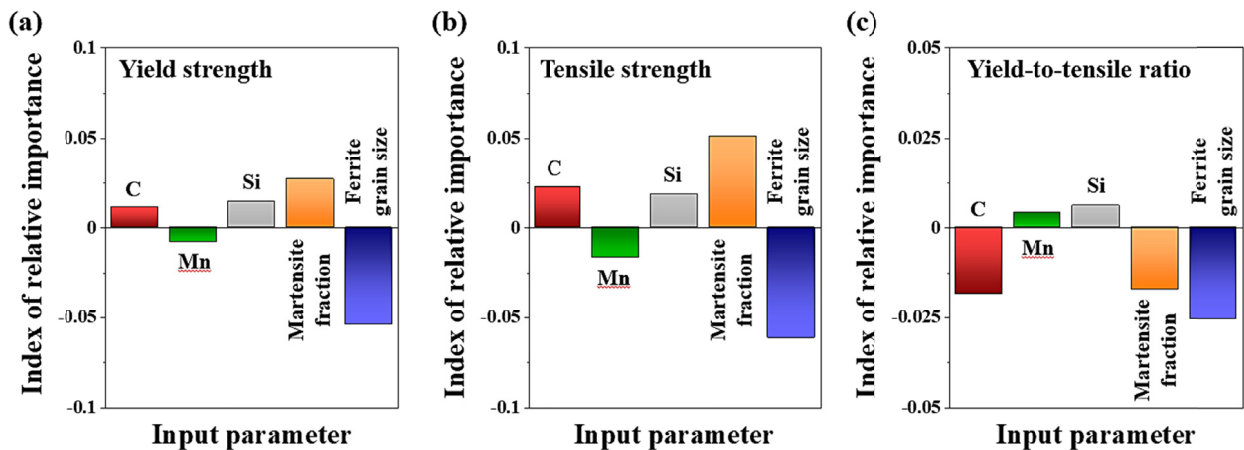 (a)
Index of relative importance
0.1
0.05
0
-0.05
-0.1
Yield strength
C
Mn
Si
Martensite
fraction
Ferrite
grain size
Input parameter
(b)
Index of relative importance
0.1
0.05
0
-0.05
-0.1
Tensile strength
C
Mn
Si
Martensite
fraction
Ferrite
grain size
Input parameter
(c)
Index of relative importance
0.05
0.025
0
-0.025
-0.05
Yield-to-tensile ratio
C
Mn
Si
Martensite
fraction
Ferrite
grain size
Input parameter